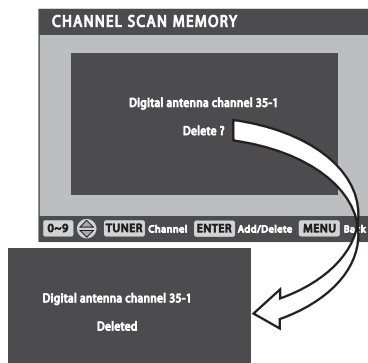 CHANNEL SCAN MEMORY
Digital antenna channel 35-1
Delete ?
0~9 TUNER Channel ENTER Add/Delete MENU Back
Digital antenna channel 35-1
Deleted